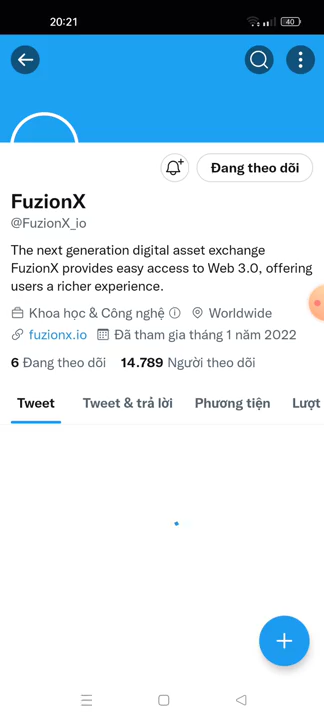 20:21
40
Đang theo dõi
FuzionX
@FuzionX_io
The next generation digital asset exchange
FuzionX provides easy access to Web 3.0, offering
users a richer experience.
Khoa học & Công nghệ Worldwide
fuzionx.io Đã tham gia tháng 1 năm 2022
6 Đang theo dõi 14.789 Người theo dõi
Tweet Tweet & trả lời Phương tiện Lượt